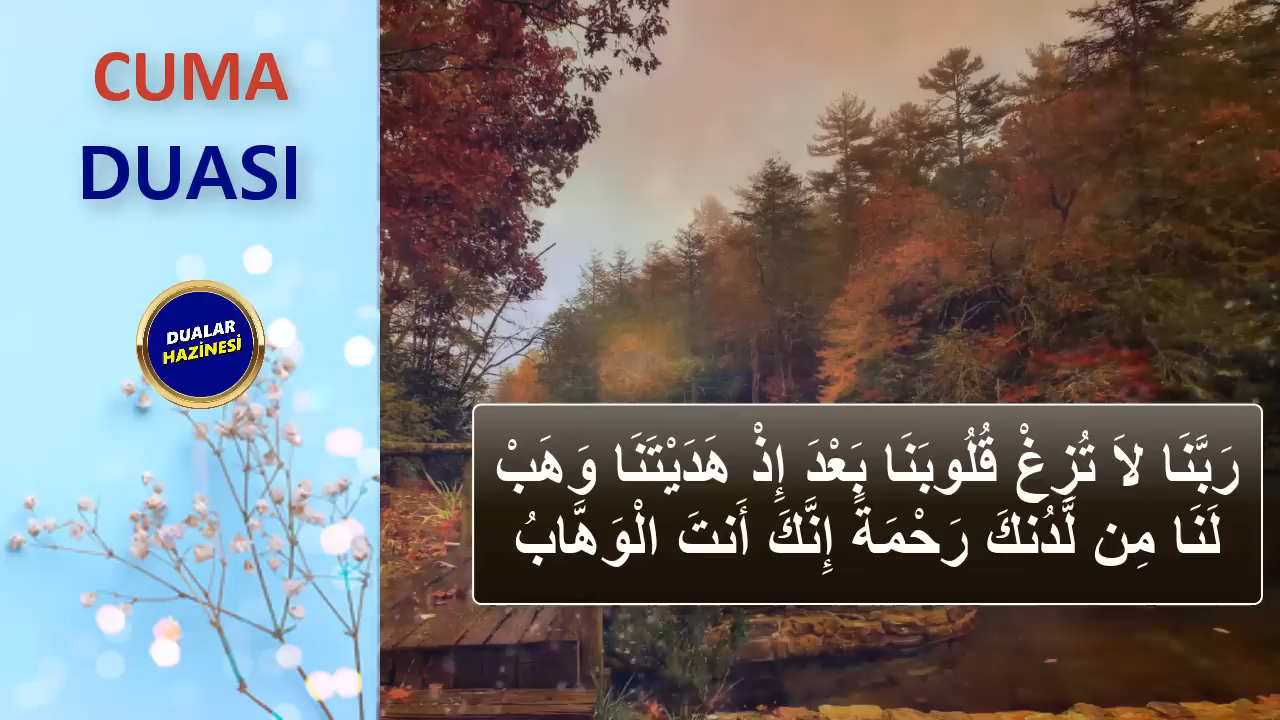 CUMA
DUASI
DUALAR
HAZİNESİ
رَبَّنَا لاَ تُزِغْ قُلُوبَنَا بَعْدَ إِذْ هَدَيْتَنَا وَهَبْ
لَنَا مِن لَّدُنكَ رَحْمَةً إِنَّكَ أَنتَ الْوَهَّابُ